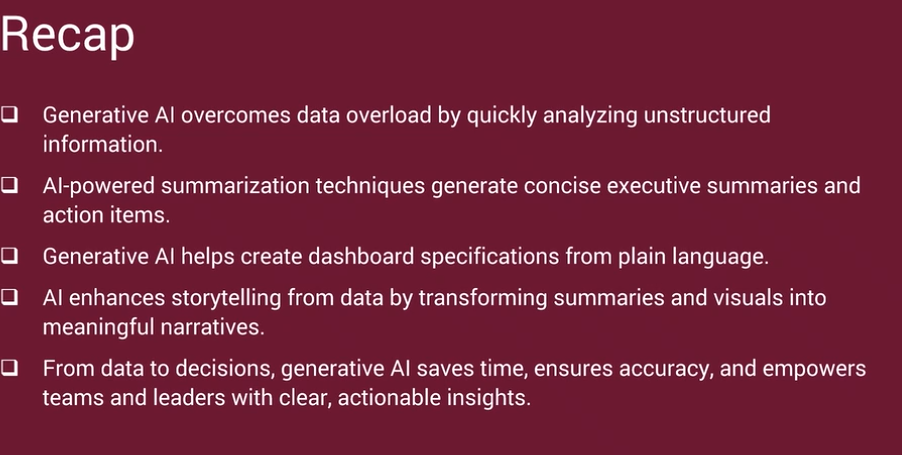 Recap
❑ Generative AI overcomes data overload by quickly analyzing unstructured
information.
❑ AI-powered summarization techniques generate concise executive summaries and
action items.
❑ Generative AI helps create dashboard specifications from plain language.
❑ AI enhances storytelling from data by transforming summaries and visuals into
meaningful narratives.
❑ From data to decisions, generative AI saves time, ensures accuracy, and empowers
teams and leaders with clear, actionable insights.